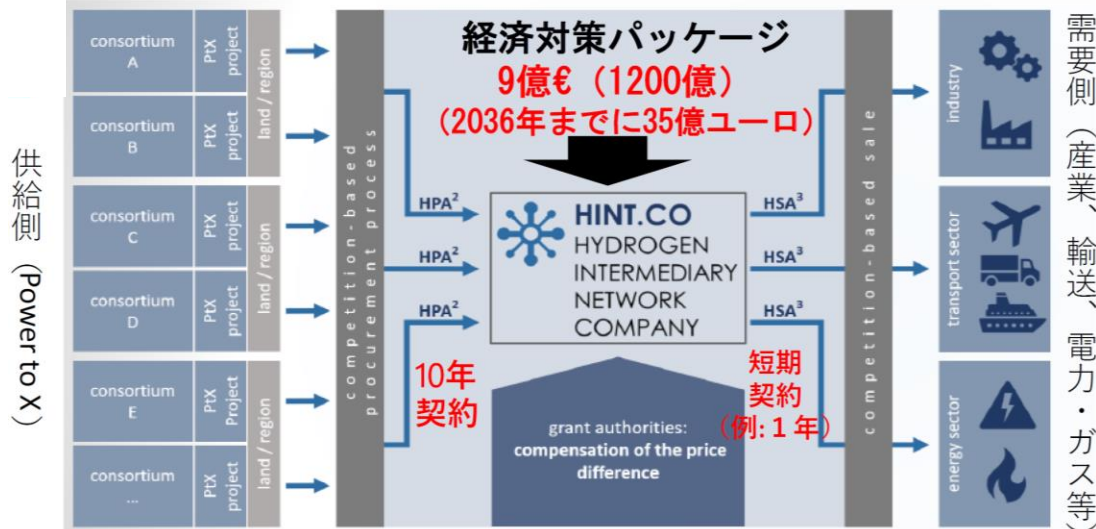 供給側（Power to X）
consortium
A
PtX
project
consortium
B
PtX
project
land / region
consortium
C
PtX
project
consortium
D
PtX
project
land / region
consortium
E
PtX
Project
consortium
...
PtX
project
land / region
competition-based
procurement process
経済対策パッケージ
9億€（1200億）
（2036年までに35億ユーロ）
HPA²
HPA²
HPA²
HINT.CO
HYDROGEN
INTERMEDIARY
NETWORK
COMPANY
HSA³
HSA³
HSA³
10年
契約
短期
契約
（例:１年）
grant authorities:
compensation of the price
difference
competition-based sale
industry
transport sector
energy sector
需要側（産業、輸送、電力・ガス等）